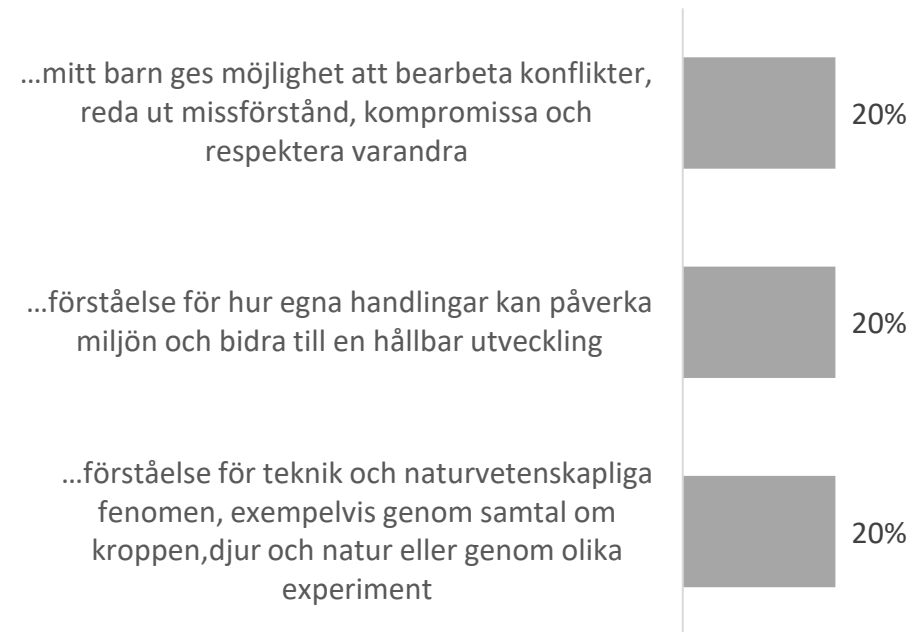 ...mitt barn ges möjlighet att bearbeta konflikter,
reda ut missförstånd, kompromissa och
respektera varandra
20%
...förståelse för hur egna handlingar kan påverka
miljön och bidra till en hållbar utveckling
20%
...förståelse för teknik och naturvetenskapliga
fenomen, exempelvis genom samtal om
kroppen,djur och natur eller genom olika
experiment
20%